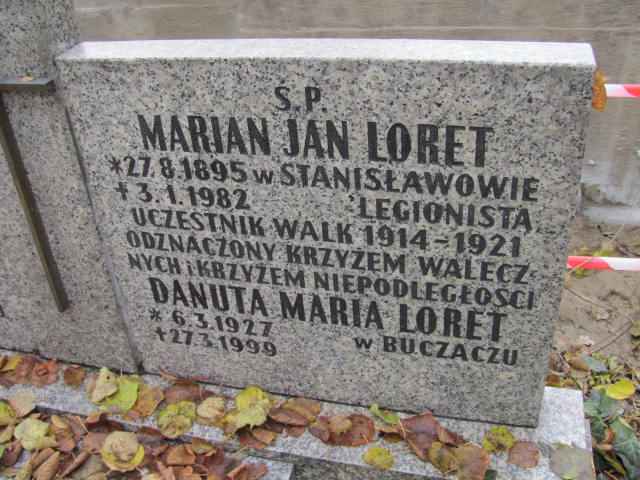 S.P.
MARIAN JAN LORET
*27.8.1895 w STANISŁAWOWIE
†3.1.1982 LEGIONISTA,
UCZESTNIK WALK 1914-1921
ODZNACZONY KRZYŻEM WALECZ-
NYCH i KRZYŻEM NIEPODLEGŁOŚCI
DANUTA MARIA LORET
*6.3.1927
†27.3.1999 w BUCZACZU